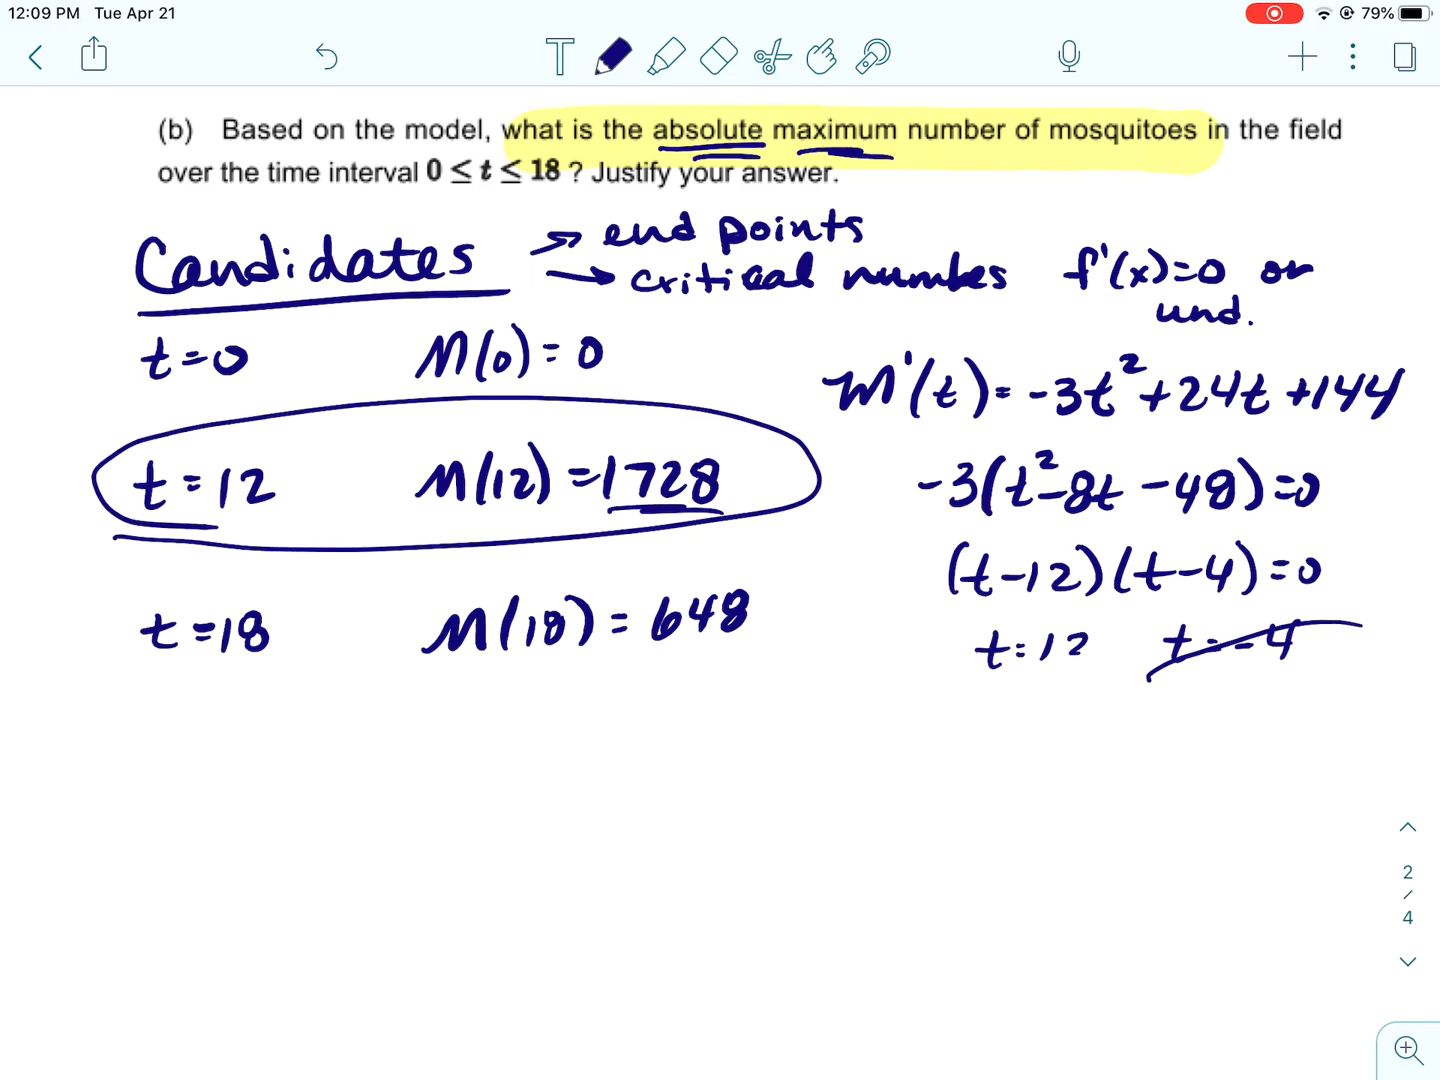 12:09 PM Tue Apr 21
79%
(b) Based on the model, what is the absolute maximum number of mosquitoes in the field
over the time interval 0 ≤ t ≤ 18 ? Justify your answer.
Candidates → end points
→ critical numbes f'(x)=0 or
und.
t=0 M(0)=0
M'(t)=-3t²+24t+144
t=12 M(12)=1728
-3(t²-8t-48)=0
(t-12)(t-4)=0
t=18 M(18)=648
t=12 t=-4
2
/
4